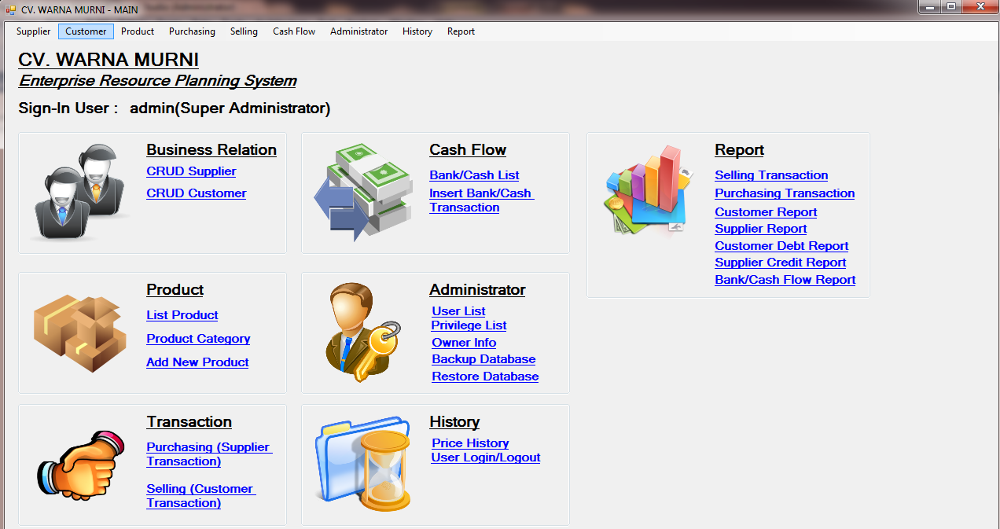 CV. WARNA MURNI - MAIN
Supplier Customer Product Purchasing Selling Cash Flow Administrator History Report
CV. WARNA MURNI
Enterprise Resource Planning System
Sign-In User : admin(Super Administrator)
Business Relation
CRUD Supplier
CRUD Customer
Cash Flow
Bank/Cash List
Insert Bank/Cash
Transaction
Report
Selling Transaction
Purchasing Transaction
Customer Report
Supplier Report
Customer Debt Report
Supplier Credit Report
Bank/Cash Flow Report
Product
List Product
Product Category
Add New Product
Administrator
User List
Privilege List
Owner Info
Backup Database
Restore Database
Transaction
Purchasing (Supplier
Transaction)
Selling (Customer
Transaction)
History
Price History
User Login/Logout